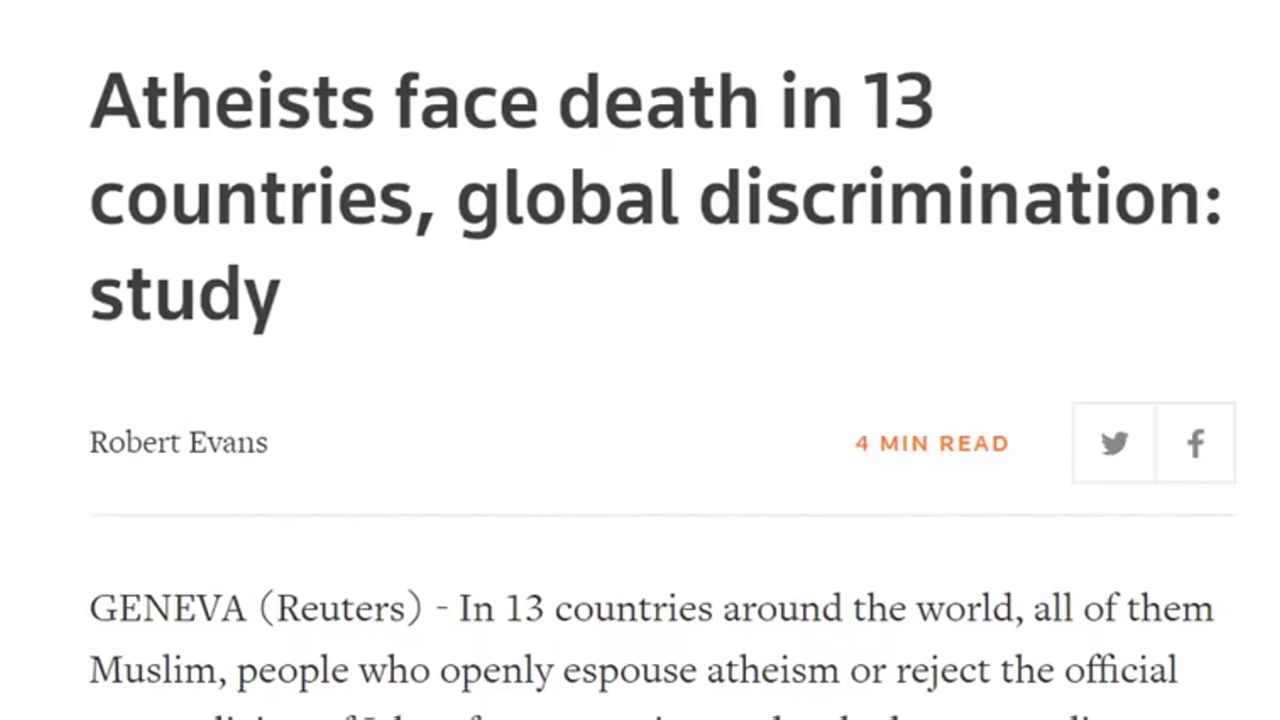 Atheists face death in 13
countries, global discrimination:
study
Robert Evans
4 MIN READ
GENEVA (Reuters) - In 13 countries around the world, all of them
Muslim, people who openly espouse atheism or reject the official